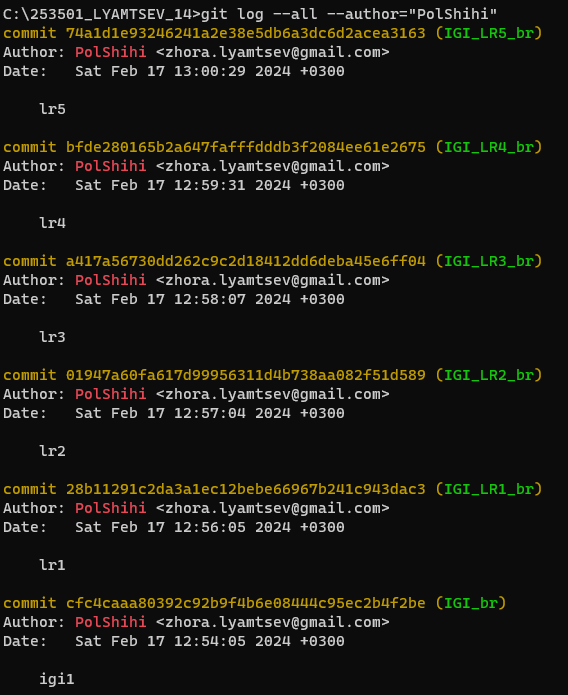 C:\253501_LYAMTSEV_14>git log --all --author="PolShihi"
commit 74a1d1e93246241a2e38e5db6a3dc6d2acea3163 (IGI_LR5_br)
Author: PolShihi <zhora.lyamtsev@gmail.com>
Date:   Sat Feb 17 13:00:29 2024 +0300
lr5
commit bfde280165b2a647fafffdddb3f2084ee61e2675 (IGI_LR4_br)
Author: PolShihi <zhora.lyamtsev@gmail.com>
Date:   Sat Feb 17 12:59:31 2024 +0300
lr4
commit a417a56730dd262c9c2d18412dd6deba45e6ff04 (IGI_LR3_br)
Author: PolShihi <zhora.lyamtsev@gmail.com>
Date:   Sat Feb 17 12:58:07 2024 +0300
lr3
commit 01947a60fa617d99956311d4b738aa082f51d589 (IGI_LR2_br)
Author: PolShihi <zhora.lyamtsev@gmail.com>
Date:   Sat Feb 17 12:57:04 2024 +0300
lr2
commit 28b11291c2da3a1ec12bebe66967b241c943dac3 (IGI_LR1_br)
Author: PolShihi <zhora.lyamtsev@gmail.com>
Date:   Sat Feb 17 12:56:05 2024 +0300
lr1
commit cfc4caaa80392c92b9f4b6e08444c95ec2b4f2be (IGI_br)
Author: PolShihi <zhora.lyamtsev@gmail.com>
Date:   Sat Feb 17 12:54:05 2024 +0300
igi1